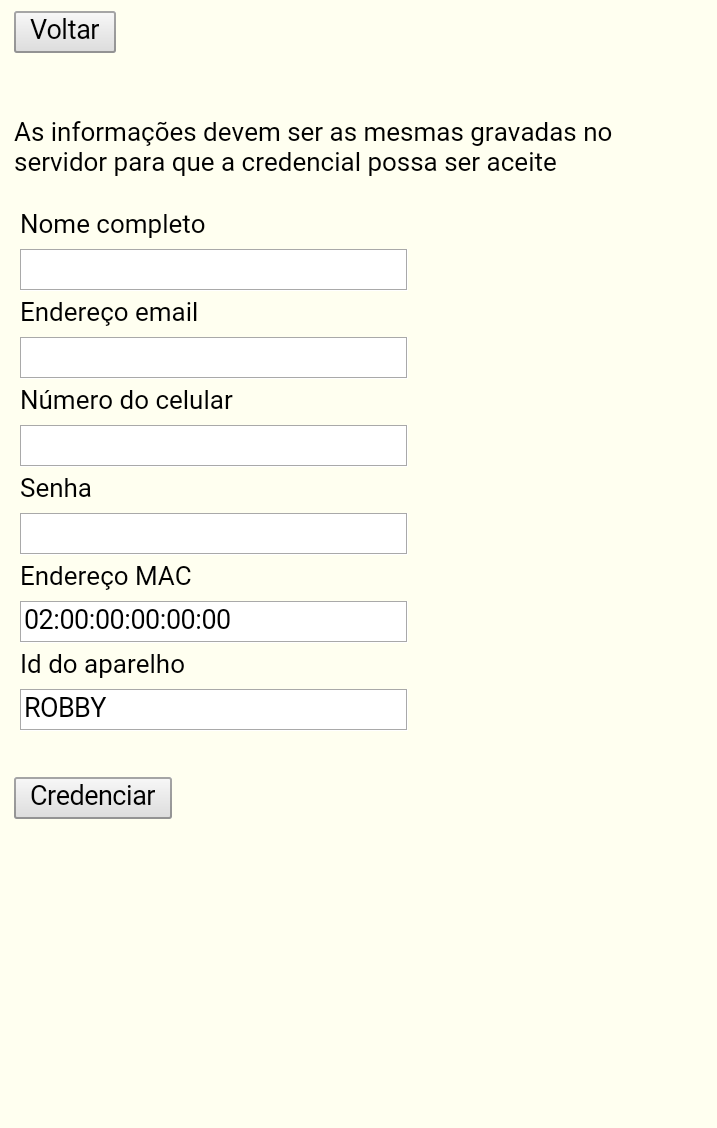 Voltar
As informações devem ser as mesmas gravadas no
servidor para que a credencial possa ser aceite
Nome completo
Endereço email
Número do celular
Senha
Endereço MAC
02:00:00:00:00:00
Id do aparelho
ROBBY
Credenciar